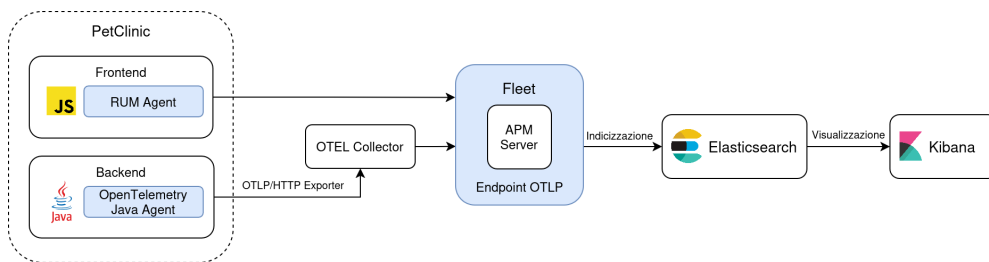 PetClinic
Frontend
JS
RUM Agent
Backend
Java
OpenTelemetry
Java Agent
OTLP/HTTP Exporter
OTEL Collector
Fleet
APM
Server
Endpoint OTLP
Indicizzazione
Elasticsearch
Visualizzazione
Kibana